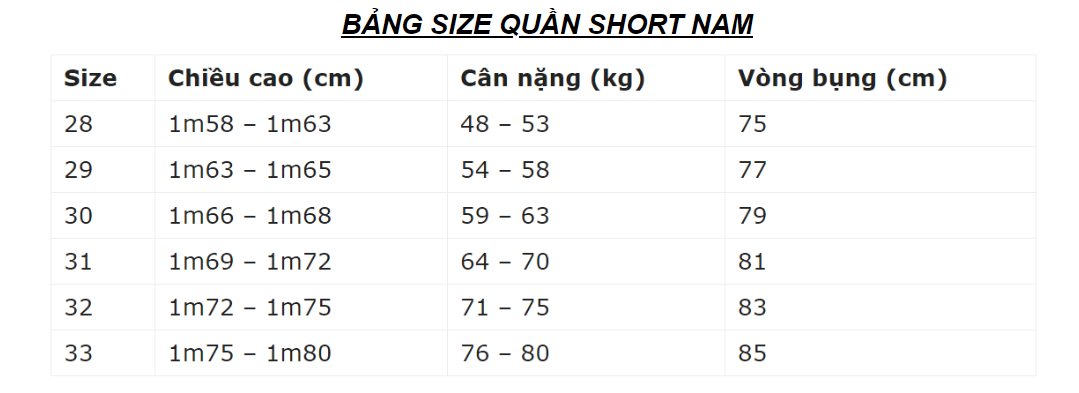 BẢNG SIZE QUẦN SHORT NAM
Size Chiều cao (cm) Cân nặng (kg) Vòng bụng (cm)
28 1m58 – 1m63 48 – 53 75
29 1m63 – 1m65 54 – 58 77
30 1m66 – 1m68 59 – 63 79
31 1m69 – 1m72 64 – 70 81
32 1m72 – 1m75 71 – 75 83
33 1m75 – 1m80 76 – 80 85